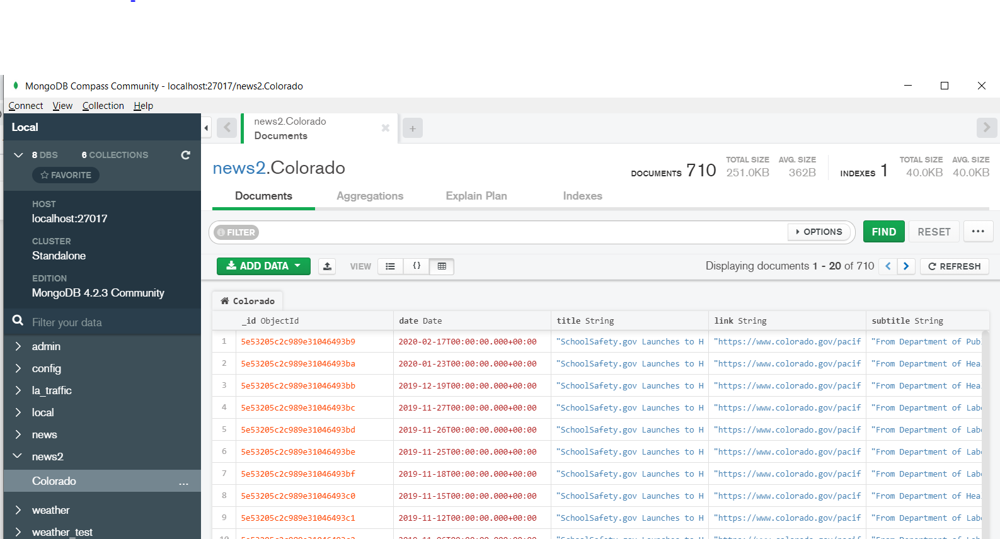 MongoDB Compass Community - localhost:27017/news2.Colorado
Connect View Collection Help
Local
8 DBS 6 COLLECTIONS
FAVORITE
HOST
localhost:27017
CLUSTER
Standalone
EDITION
MongoDB 4.2.3 Community
Filter your data
admin
config
la_traffic
local
news
news2
Colorado ...
weather
weather_test
news2.Colorado
Documents
+
news2.Colorado
DOCUMENTS 710 TOTAL SIZE 251.0KB AVG. SIZE 362B INDEXES 1 TOTAL SIZE 40.0KB AVG. SIZE 40.0KB
Documents Aggregations Explain Plan Indexes
FILTER OPTIONS FIND RESET ...
ADD DATA VIEW {} Displaying documents 1 - 20 of 710 < > REFRESH
Colorado
_id ObjectId date Date title String link String subtitle String
1 5e53205c2c989e31046493b9 2020-02-17T00:00:00.000+00:00 "SchoolSafety.gov Launches to H "https://www.colorado.gov/pacif "From Department of Pub
2 5e53205c2c989e31046493ba 2020-01-23T00:00:00.000+00:00 "SchoolSafety.gov Launches to H "https://www.colorado.gov/pacif "From Department of Hea
3 5e53205c2c989e31046493bb 2019-12-19T00:00:00.000+00:00 "SchoolSafety.gov Launches to H "https://www.colorado.gov/pacif "From Department of Hea
4 5e53205c2c989e31046493bc 2019-11-27T00:00:00.000+00:00 "SchoolSafety.gov Launches to H "https://www.colorado.gov/pacif "From Department of Lab
5 5e53205c2c989e31046493bd 2019-11-26T00:00:00.000+00:00 "SchoolSafety.gov Launches to H "https://www.colorado.gov/pacif "From Department of Lab
6 5e53205c2c989e31046493be 2019-11-25T00:00:00.000+00:00 "SchoolSafety.gov Launches to H "https://www.colorado.gov/pacif "From Department of Lab
7 5e53205c2c989e31046493bf 2019-11-18T00:00:00.000+00:00 "SchoolSafety.gov Launches to H "https://www.colorado.gov/pacif "From Department of Lab
8 5e53205c2c989e31046493c0 2019-11-15T00:00:00.000+00:00 "SchoolSafety.gov Launches to H "https://www.colorado.gov/pacif "From Department of Hea
9 5e53205c2c989e31046493c1 2019-11-12T00:00:00.000+00:00 "SchoolSafety.gov Launches to H "https://www.colorado.gov/pacif "From Department of Lab